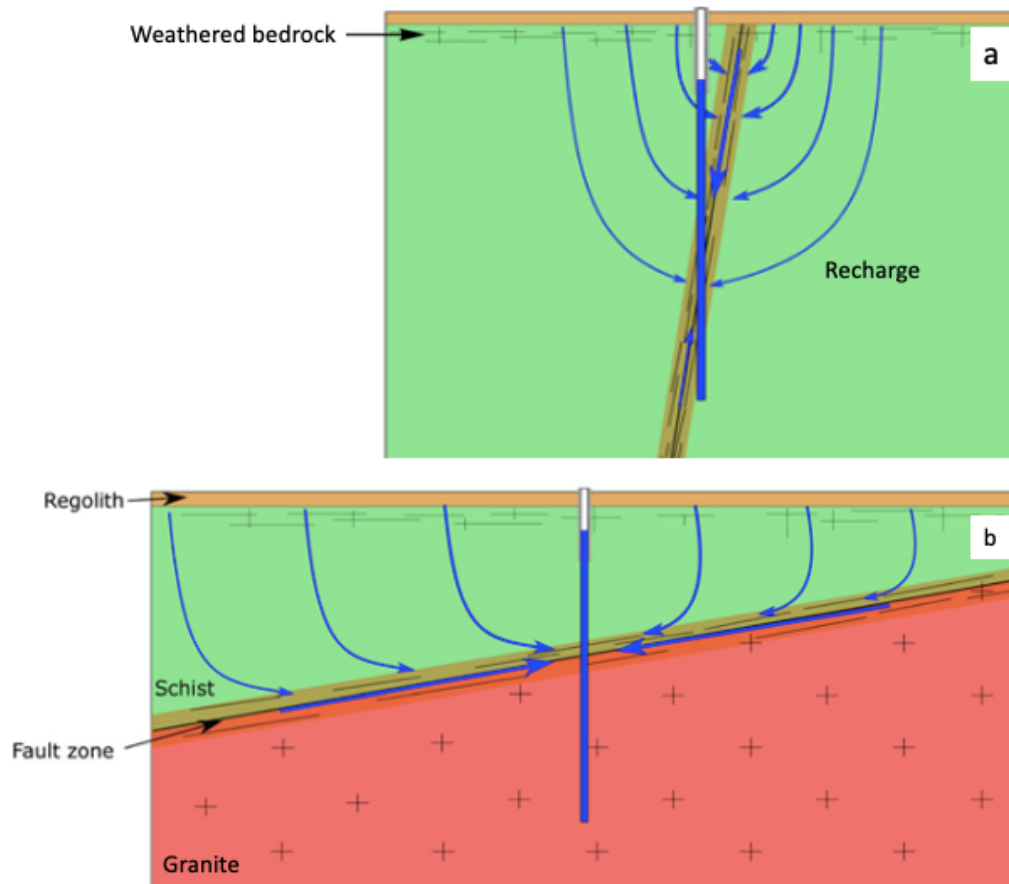 Weathered bedrock
a
Recharge
Regolith
b
Schist
Fault zone
Granite